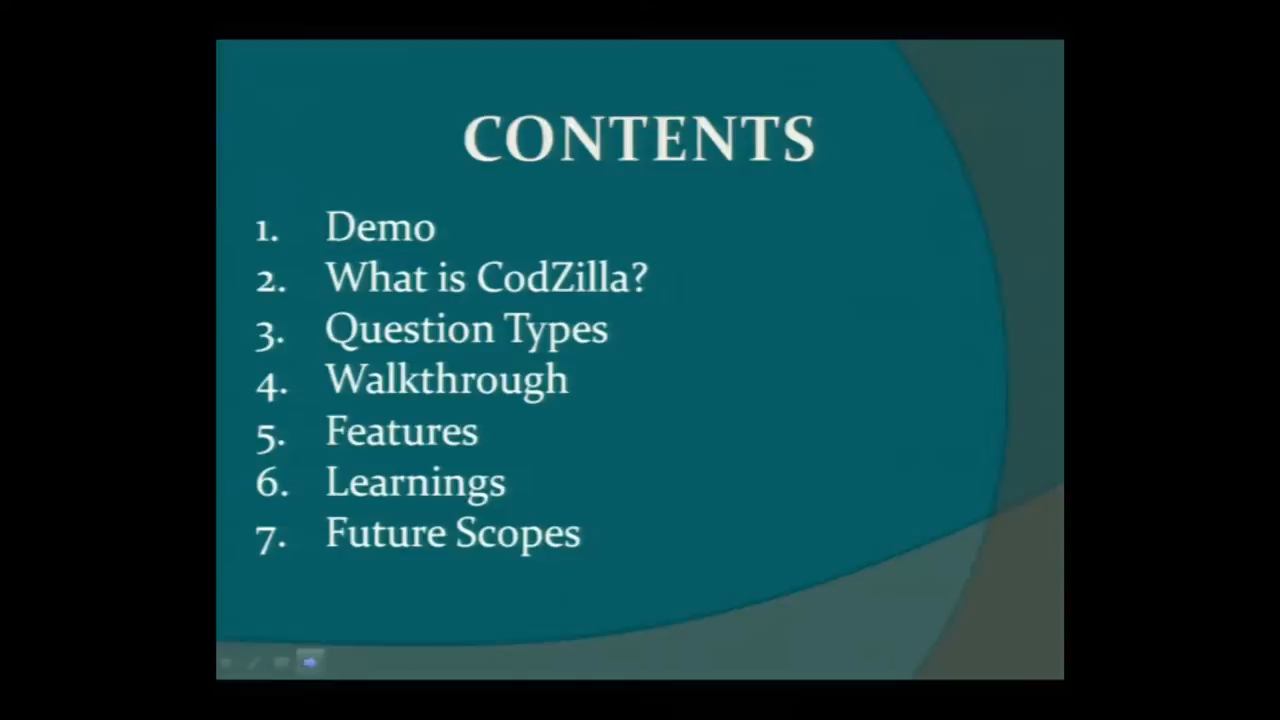 CONTENTS
1. Demo
2. What is CodZilla?
3. Question Types
4. Walkthrough
5. Features
6. Learnings
7. Future Scopes